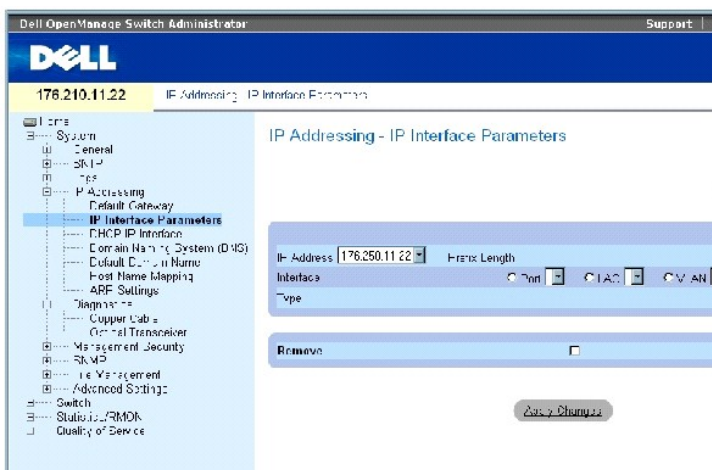 Dell OpenManage Switch Administrator
Support |
DELL
176.210.11.22
IP Addressing - IP Interface Parameters
Home
System
General
SNTP
Logs
IP Addressing
Default Gateway
IP Interface Parameters
DHCP IP Interface
Domain Naming System (DNS)
Default Domain Name
Host Name Mapping
ARP Settings
Diagnostics
Copper Cable
Optical Transceiver
Management Security
SNMP
File Management
Advanced Settings
Switch
Statistics/RMON
Quality of Service
IP Addressing - IP Interface Parameters
IP Address 176.250.11.22 Prefix Length
Interface Port LAG VLAN
Type
Remove
Apply Changes